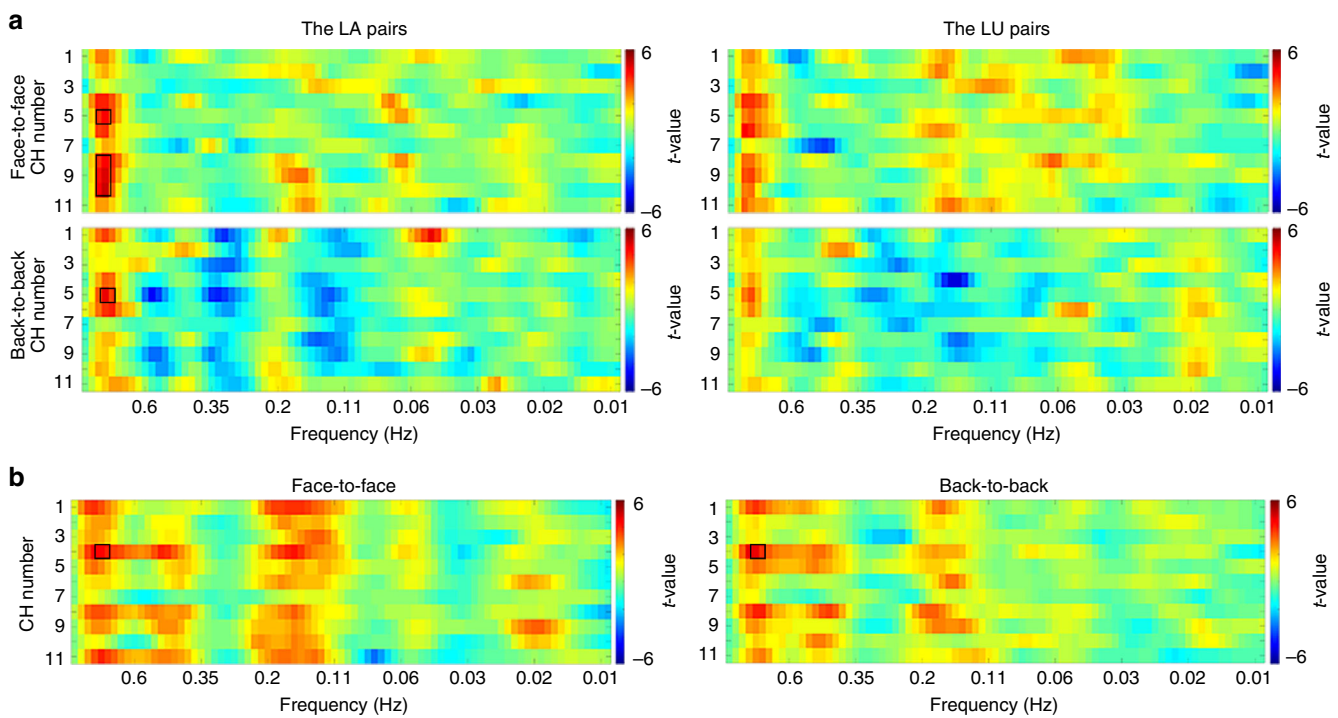 a
The LA pairs
The LU pairs
Face-to-face
CH number
1
3
5
7
9
11
6
t-value
–6
6
t-value
–6
1
3
5
7
9
11
Back-to-back
CH number
1
3
5
7
9
11
6
t-value
–6
1
3
5
7
9
11
6
t-value
–6
0.6 0.35 0.2 0.11 0.06 0.03 0.02 0.01
Frequency (Hz)
0.6 0.35 0.2 0.11 0.06 0.03 0.02 0.01
Frequency (Hz)
b
Face-to-face
Back-to-back
CH number
1
3
5
7
9
11
6
t-value
–6
1
3
5
7
9
11
6
t-value
–6
0.6 0.35 0.2 0.11 0.06 0.03 0.02 0.01
Frequency (Hz)
0.6 0.35 0.2 0.11 0.06 0.03 0.02 0.01
Frequency (Hz)